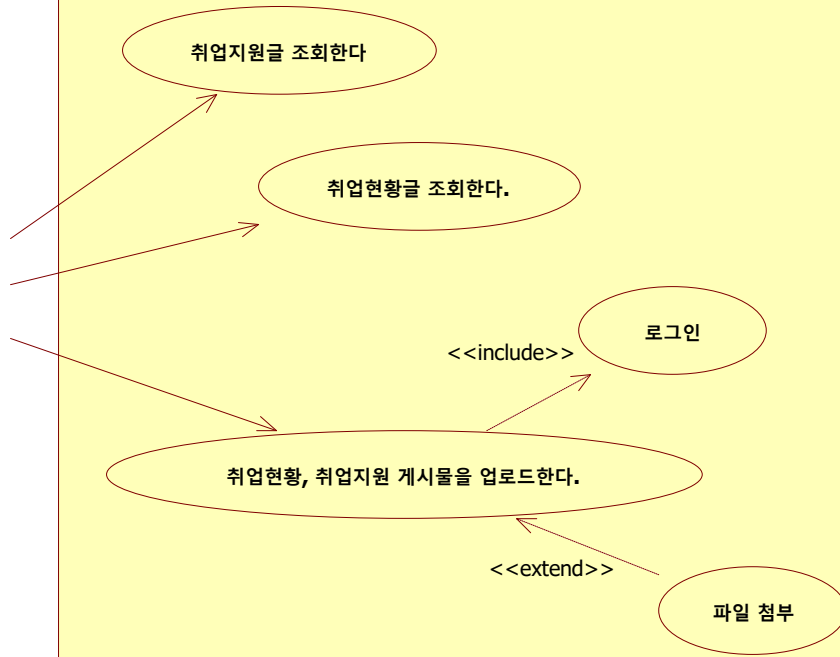 취업지원글 조회한다
취업현황글 조회한다.
로그인
<<include>>
취업현황, 취업지원 게시물을 업로드한다.
<<extend>>
파일 첨부